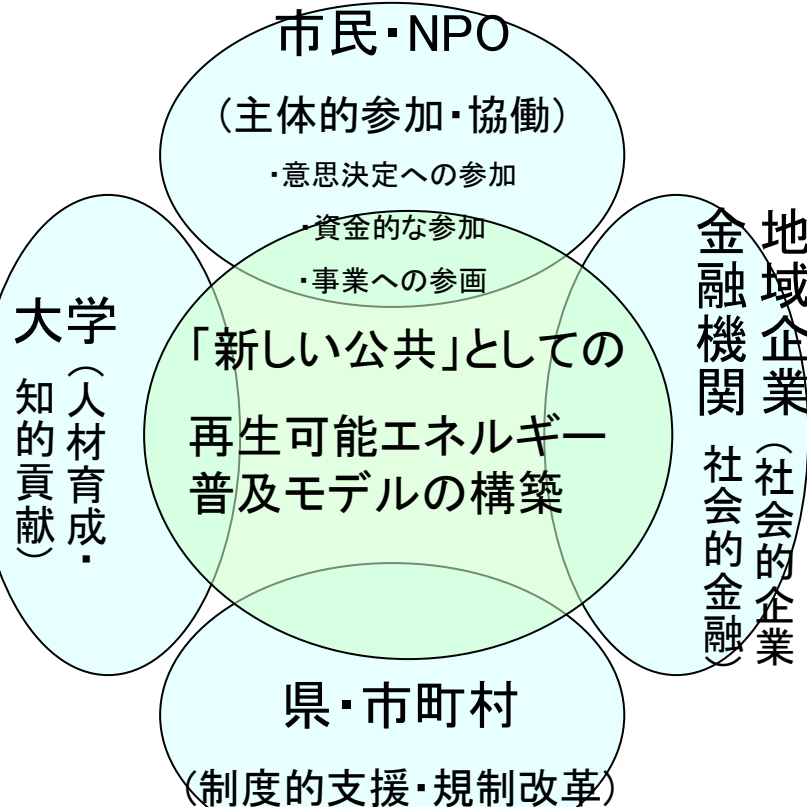 市民・NPO
（主体的参加・協働）
・意思決定への参加
・資金的な参加
・事業への参画
大学
（人材育成・
知的貢献）
「新しい公共」としての
再生可能エネルギー
普及モデルの構築
地域企業（社会的企業
金融機関 社会的金融）
県・市町村
（制度的支援・規制改革）